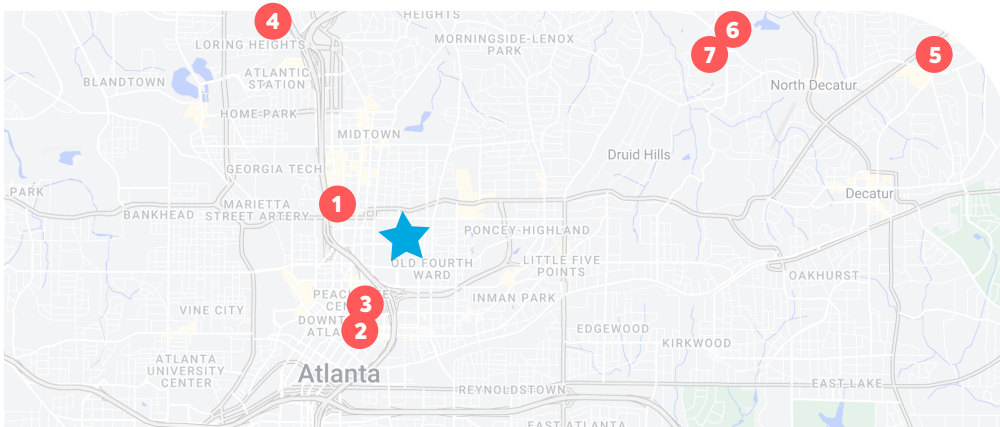 HEIGHTS
4
6
MORNINGSIDE-LENOX
PARK
LORING HEIGHTS
7
5
ATLANTIC
STATION
BLANDTOWN
North Decatur
HOME PARK
MIDTOWN
Druid Hills
GEORGIA TECH
PARK
Decatur
1
MARIETTA
STREET ARTERY
BANKHEAD
PONCEY-HIGHLAND
OLD FOURTH
WARD
LITTLE FIVE
POINTS
OAKHURST
3
INMAN PARK
VINE CITY
2
EDGEWOOD
KIRKWOOD
ATLANTA
UNIVERSITY
CENTER
Atlanta
REYNOLDSTOWN
EAST LAKE
EAST ATLANTA